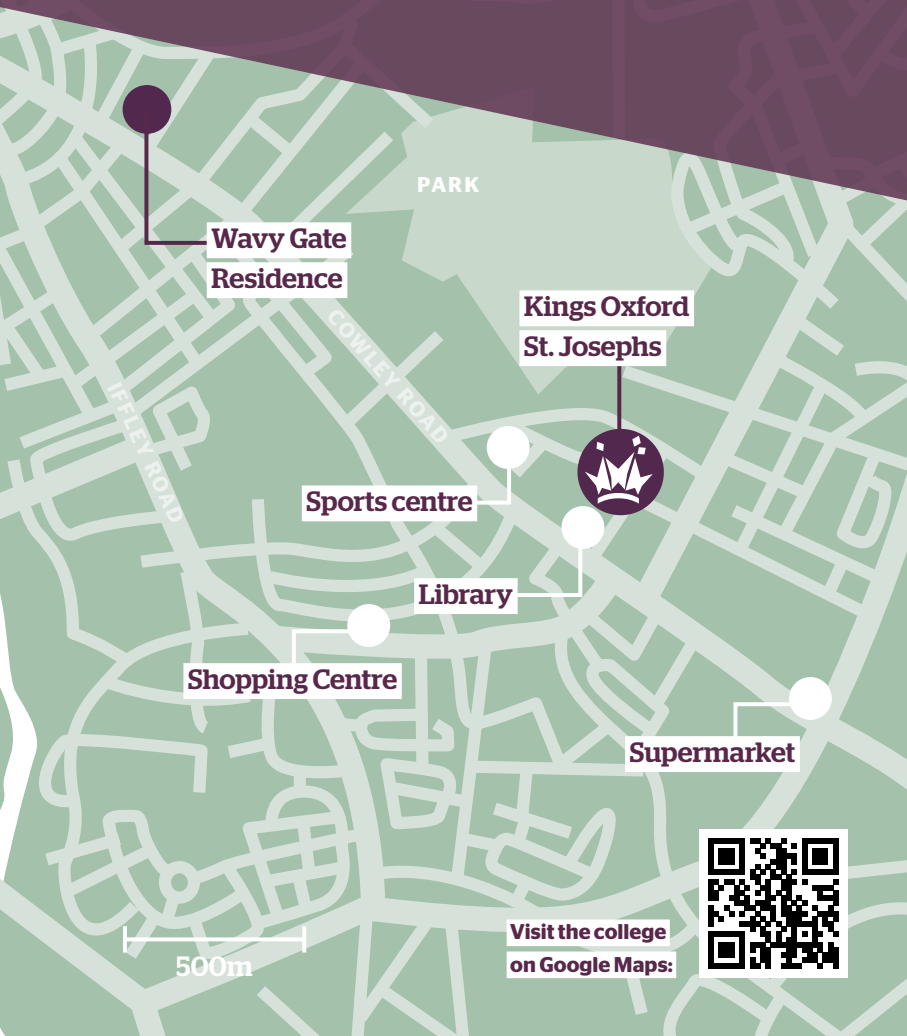 PARK
Wavy Gate
Residence
Kings Oxford
St. Josephs
COWLEY ROAD
IFFLEY ROAD
Sports centre
Library
Shopping Centre
Supermarket
Visit the college
on Google Maps:
500m